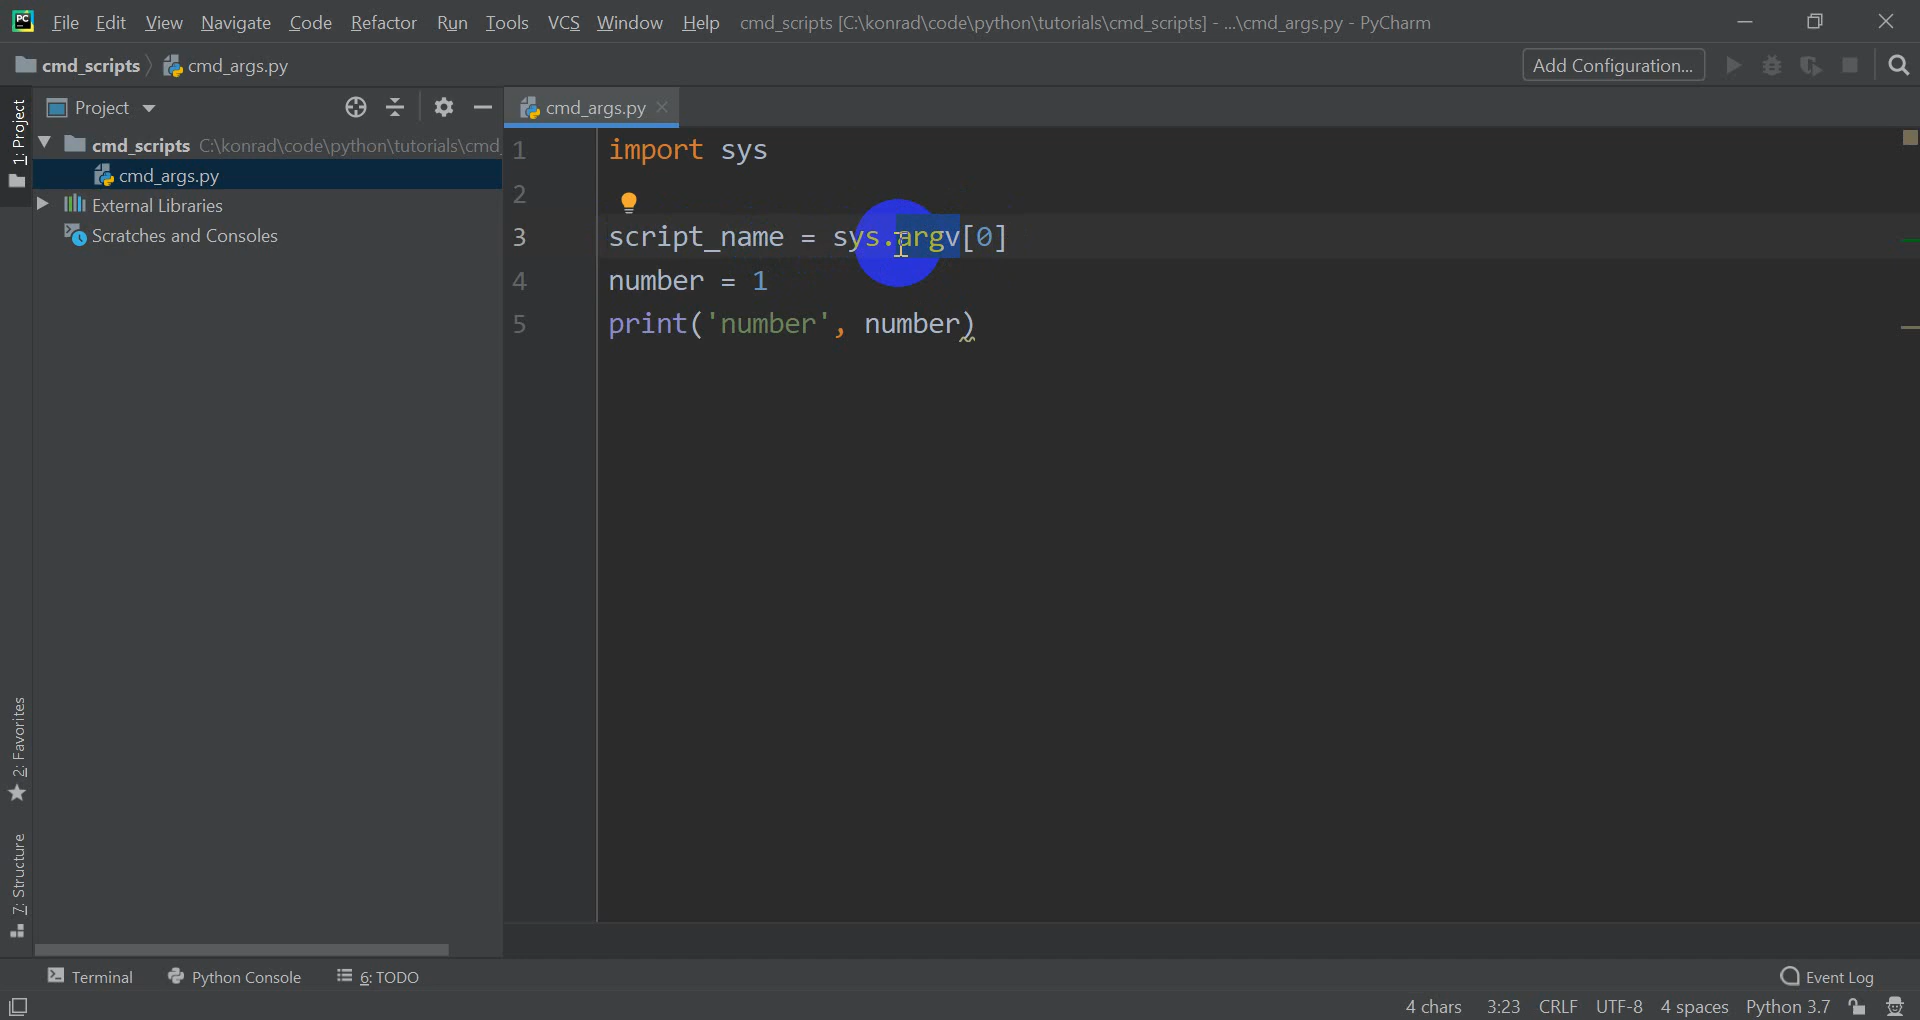 PC File Edit View Navigate Code Refactor Run Tools VCS Window Help cmd_scripts [C:\konrad\code\python\tutorials\cmd_scripts] - ...\cmd_args.py - PyCharm
cmd_scripts cmd_args.py Add Configuration...
1: Project
Project
cmd_scripts C:\konrad\code\python\tutorials\cmd_
cmd_args.py
External Libraries
Scratches and Consoles
cmd_args.py
1 import sys
2
3 script_name = sys.argv[0]
4 number = 1
5 print('number', number)
2: Favorites
7: Structure
Terminal Python Console 6: TODO Event Log
4 chars 3:23 CRLF UTF-8 4 spaces Python 3.7